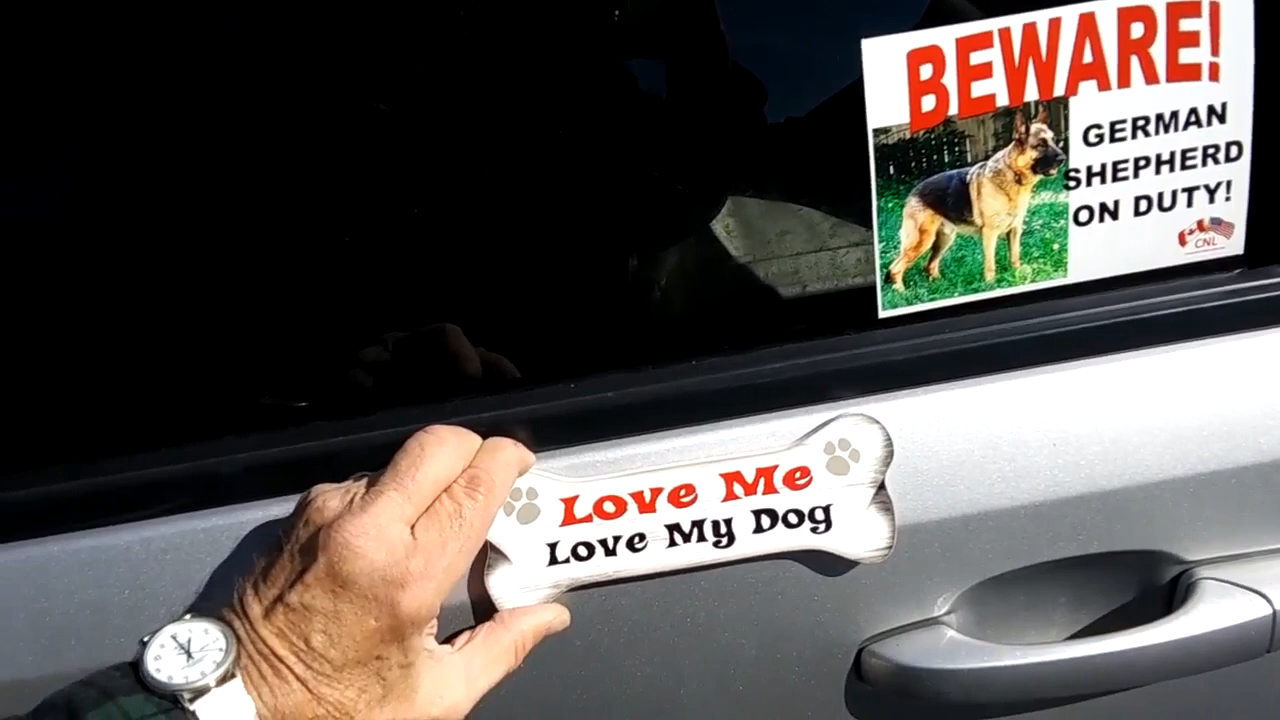 BEWARE!
GERMAN
SHEPHERD
ON DUTY!
CNL
Love Me
Love My Dog